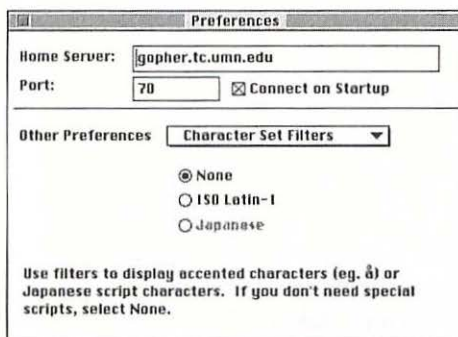 Preferences
Home Server: gopher.tc.umn.edu
Port: 70 Connect on Startup
Other Preferences Character Set Filters
None
ISO Latin-1
Japanese
Use filters to display accented characters (eg. å) or
Japanese script characters. If you don't need special
scripts, select None.